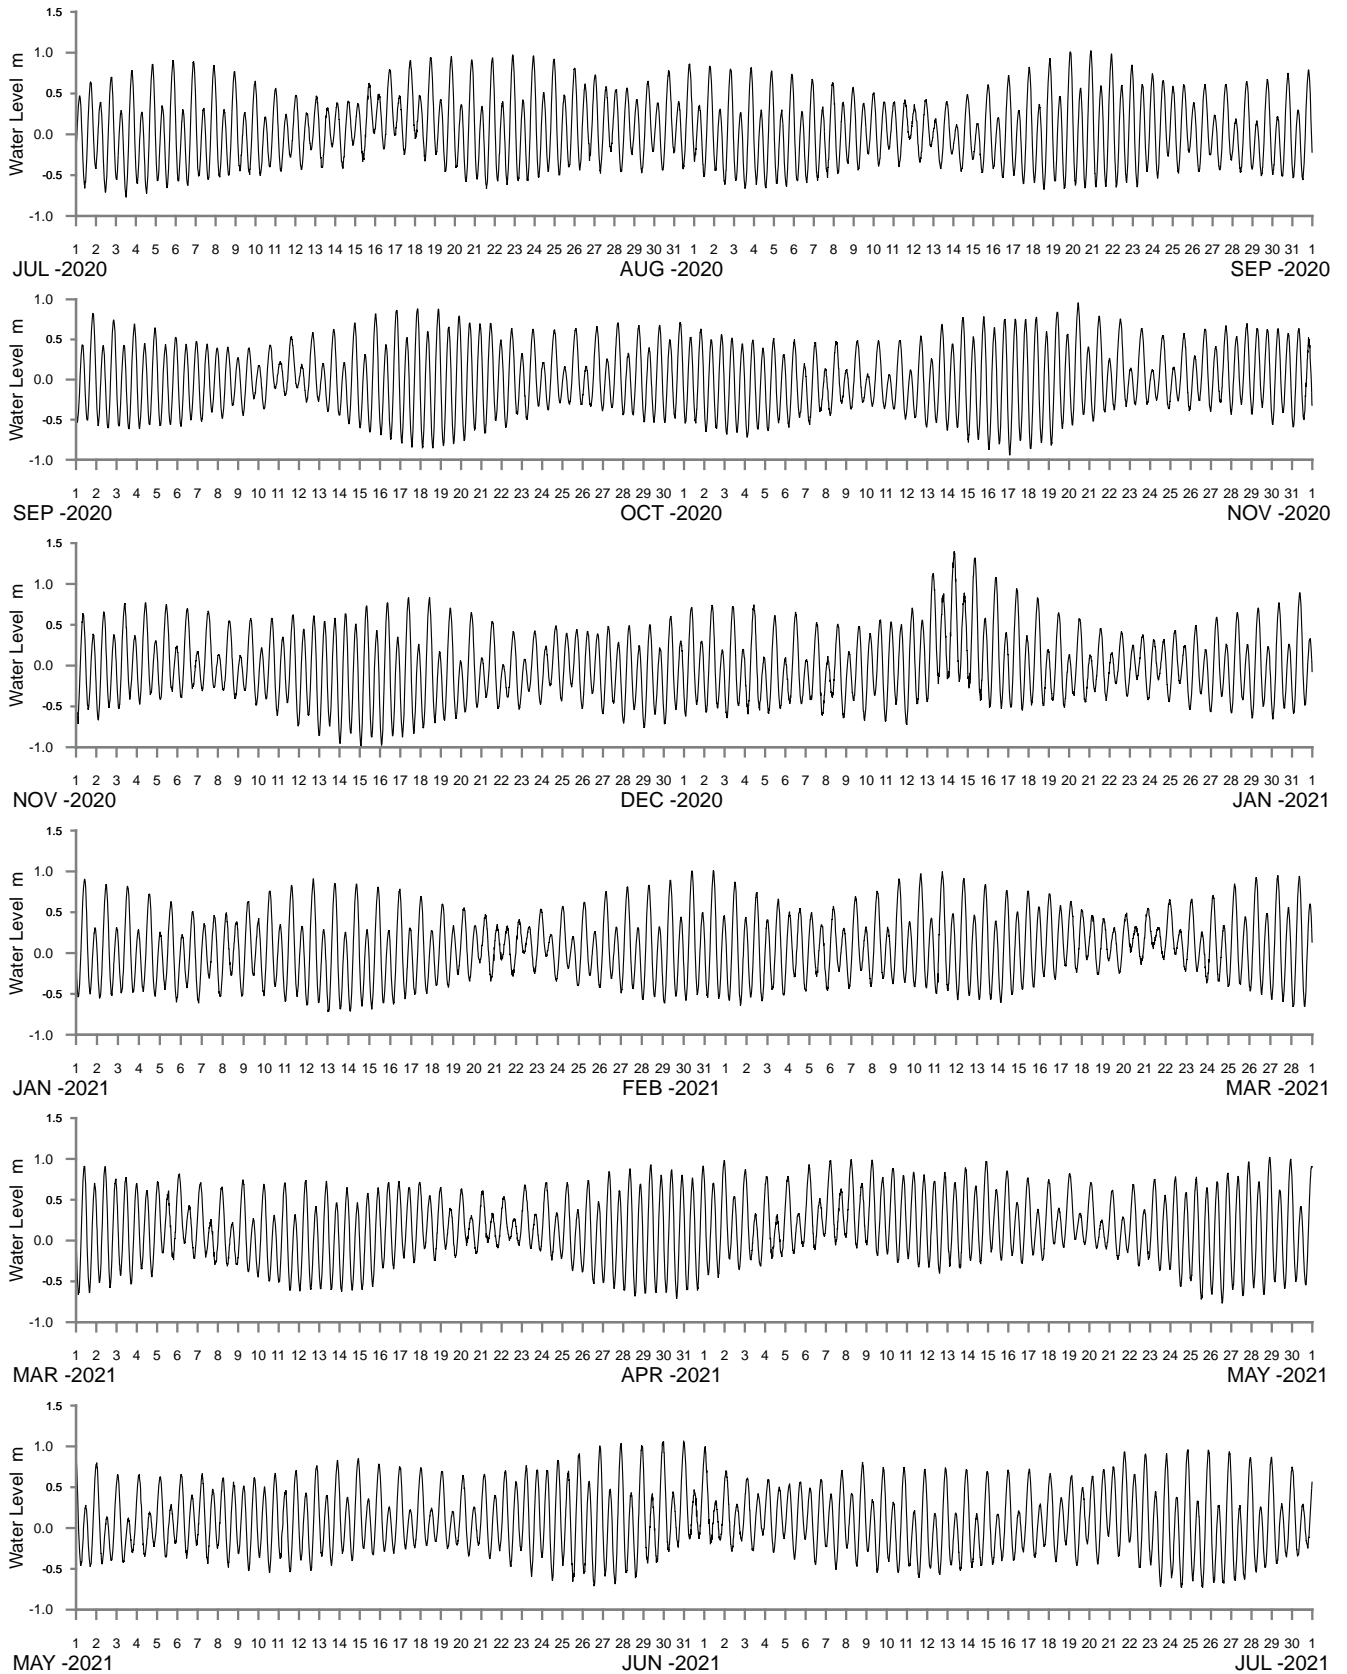 1.5
1.0
0.5
0.0
-0.5
-1.0
Water Level m
1 2 3 4 5 6 7 8 9 10 11 12 13 14 15 16 17 18 19 20 21 22 23 24 25 26 27 28 29 30 31 1 2 3 4 5 6 7 8 9 10 11 12 13 14 15 16 17 18 19 20 21 22 23 24 25 26 27 28 29 30 31 1
JUL -2020 AUG -2020 SEP -2020
1.0
0.5
0.0
-0.5
-1.0
Water Level m
1 2 3 4 5 6 7 8 9 10 11 12 13 14 15 16 17 18 19 20 21 22 23 24 25 26 27 28 29 30 1 2 3 4 5 6 7 8 9 10 11 12 13 14 15 16 17 18 19 20 21 22 23 24 25 26 27 28 29 30 31 1
SEP -2020 OCT -2020 NOV -2020
1.5
1.0
0.5
0.0
-0.5
-1.0
Water Level m
1 2 3 4 5 6 7 8 9 10 11 12 13 14 15 16 17 18 19 20 21 22 23 24 25 26 27 28 29 30 1 2 3 4 5 6 7 8 9 10 11 12 13 14 15 16 17 18 19 20 21 22 23 24 25 26 27 28 29 30 31 1
NOV -2020 DEC -2020 JAN -2021
1.5
1.0
0.5
0.0
-0.5
-1.0
Water Level m
1 2 3 4 5 6 7 8 9 10 11 12 13 14 15 16 17 18 19 20 21 22 23 24 25 26 27 28 29 30 31 1 2 3 4 5 6 7 8 9 10 11 12 13 14 15 16 17 18 19 20 21 22 23 24 25 26 27 28 1
JAN -2021 FEB -2021 MAR -2021
1.5
1.0
0.5
0.0
-0.5
-1.0
Water Level m
1 2 3 4 5 6 7 8 9 10 11 12 13 14 15 16 17 18 19 20 21 22 23 24 25 26 27 28 29 30 31 1 2 3 4 5 6 7 8 9 10 11 12 13 14 15 16 17 18 19 20 21 22 23 24 25 26 27 28 29 30 1
MAR -2021 APR -2021 MAY -2021
1.5
1.0
0.5
0.0
-0.5
-1.0
Water Level m
1 2 3 4 5 6 7 8 9 10 11 12 13 14 15 16 17 18 19 20 21 22 23 24 25 26 27 28 29 30 31 1 2 3 4 5 6 7 8 9 10 11 12 13 14 15 16 17 18 19 20 21 22 23 24 25 26 27 28 29 30 1
MAY -2021 JUN -2021 JUL -2021